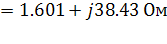 = 1.601 + j38.43 Ом